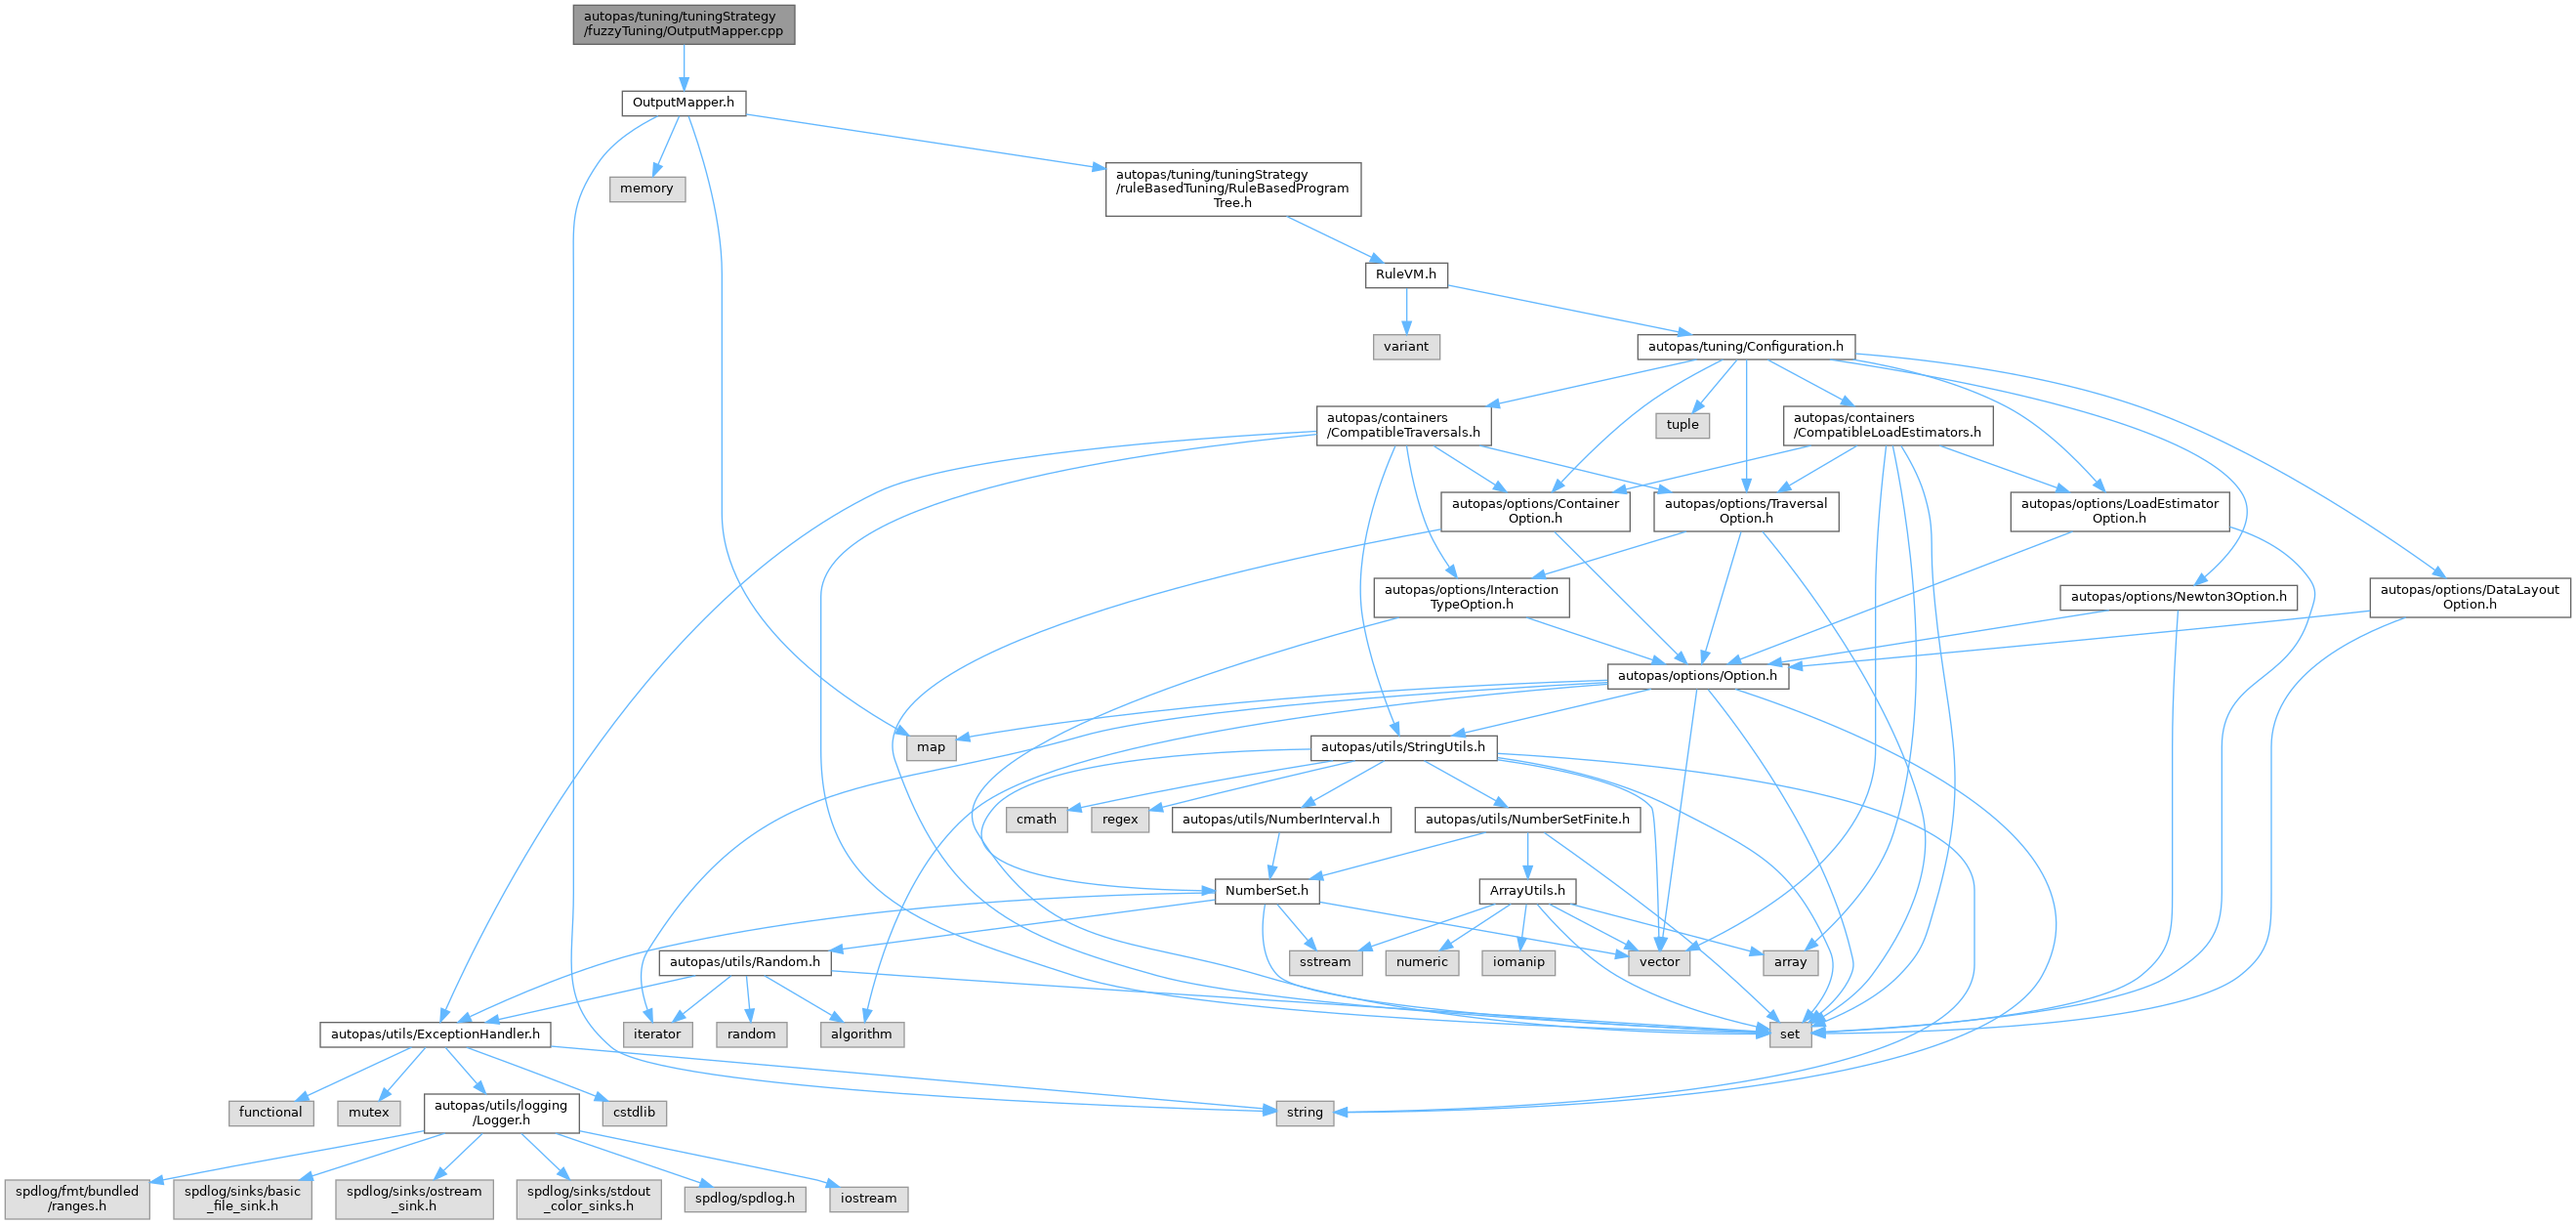 autopas/tuning/tuningStrategy
/fuzzyTuning/OutputMapper.cpp
OutputMapper.h
memory
autopas/tuning/tuningStrategy
/ruleBasedTuning/RuleBasedProgram
Tree.h
RuleVM.h
variant
autopas/tuning/Configuration.h
autopas/containers
/CompatibleTraversals.h
tuple
autopas/containers
/CompatibleLoadEstimators.h
autopas/options/Container
Option.h
autopas/options/Traversal
Option.h
autopas/options/LoadEstimator
Option.h
autopas/options/Interaction
TypeOption.h
autopas/options/Newton3Option.h
autopas/options/DataLayout
Option.h
autopas/options/Option.h
map
autopas/utils/StringUtils.h
cmath
regex
autopas/utils/NumberInterval.h
autopas/utils/NumberSetFinite.h
NumberSet.h
ArrayUtils.h
autopas/utils/Random.h
sstream
numeric
iomanip
vector
array
autopas/utils/ExceptionHandler.h
iterator
random
algorithm
set
functional
mutex
autopas/utils/logging
/Logger.h
cstdlib
string
spdlog/fmt/bundled
/ranges.h
spdlog/sinks/basic
_file_sink.h
spdlog/sinks/ostream
_sink.h
spdlog/sinks/stdout
_color_sinks.h
spdlog/spdlog.h
iostream